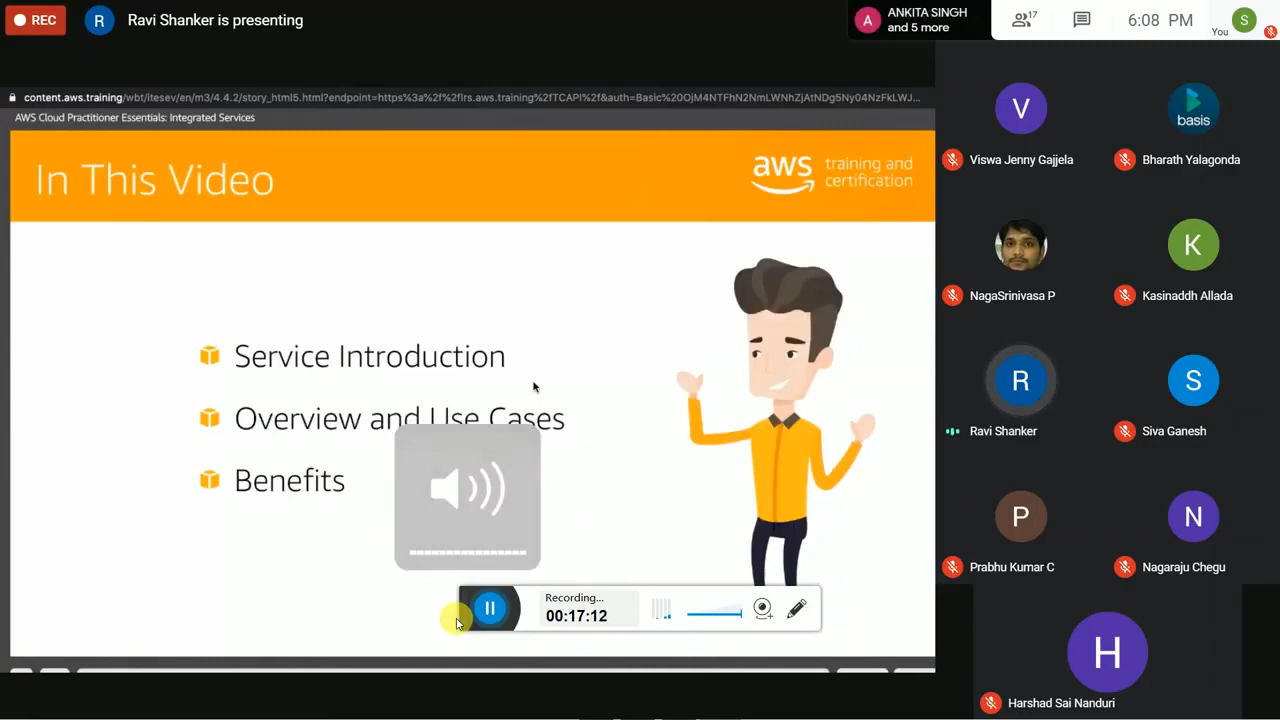 REC
R
Ravi Shanker is presenting
A
ANKITA SINGH
and 5 more
17
6:08 PM
You
S
content.aws.training/wbt/itesev/en/m3/4.4.2/story_html5.html?endpoint=https%3a%2f%2flrs.aws.training%2fTCAPI%2f&auth=Basic%20OjM4NTFhN2NmLWNhZjAtNDg5Ny04NzFkLWJ...
AWS Cloud Practitioner Essentials: Integrated Services
In This Video
aws training and
certification
Service Introduction
Overview and Use Cases
Benefits
Recording...
00:17:12
V
Viswa Jenny Gajjela
basis
Bharath Yalagonda
NagaSrinivasa P
K
Kasinaddh Allada
R
Ravi Shanker
S
Siva Ganesh
P
Prabhu Kumar C
N
Nagaraju Chegu
H
Harshad Sai Nanduri